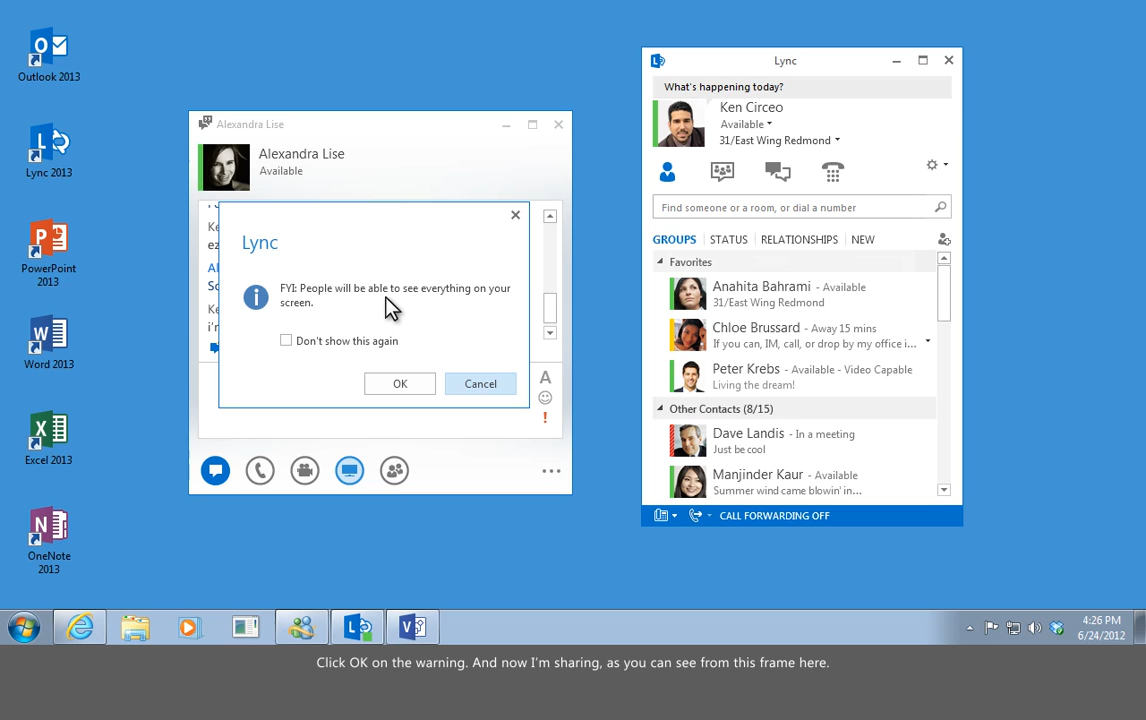 Outlook 2013
Lync 2013
PowerPoint
2013
Word 2013
Excel 2013
OneNote
2013
Alexandra Lise
Alexandra Lise
Available
Lync
FYI: People will be able to see everything on your
screen.
Don't show this again
OK
Cancel
A
!
Lync
What's happening today?
Ken Circeo
Available
31/East Wing Redmond
Find someone or a room, or dial a number
GROUPS STATUS RELATIONSHIPS NEW
Favorites
Anahita Bahrami - Available
31/East Wing Redmond
Chloe Brussard - Away 15 mins
If you can, IM, call, or drop by my office i...
Peter Krebs - Available - Video Capable
Living the dream!
Other Contacts (8/15)
Dave Landis - In a meeting
Just be cool
Manjinder Kaur - Available
Summer wind came blowin' in...
CALL FORWARDING OFF
4:26 PM
6/24/2012
Click OK on the warning. And now I'm sharing, as you can see from this frame here.